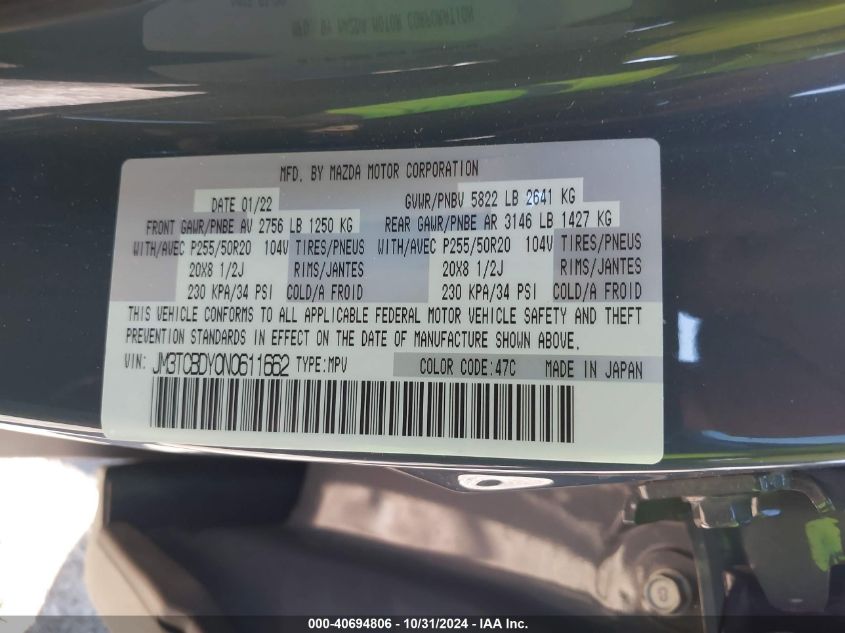 MFD. BY MAZDA MOTOR CORPORATION
DATE 01/22 GVWR/PNBV 5822 LB 2641 KG
FRONT GAWR/PNBE AV 2756 LB 1250 KG REAR GAWR/PNBE AR 3146 LB 1427 KG
WITH/AVEC P255/50R20 104V TIRES/PNEUS WITH/AVEC P255/50R20 104V TIRES/PNEUS
20X8 1/2J RIMS/JANTES 20X8 1/2J RIMS/JANTES
230 KPA/34 PSI COLD/A FROID 230 KPA/34 PSI COLD/A FROID
THIS VEHICLE CONFORMS TO ALL APPLICABLE FEDERAL MOTOR VEHICLE SAFETY AND THEFT
PREVENTION STANDARDS IN EFFECT ON THE DATE OF MANUFACTURE SHOWN ABOVE.
VIN: JM3TCBDY0N0611662 TYPE:MPV COLOR CODE:47C MADE IN JAPAN
000-40694806 - 10/31/2024 - IAA Inc.